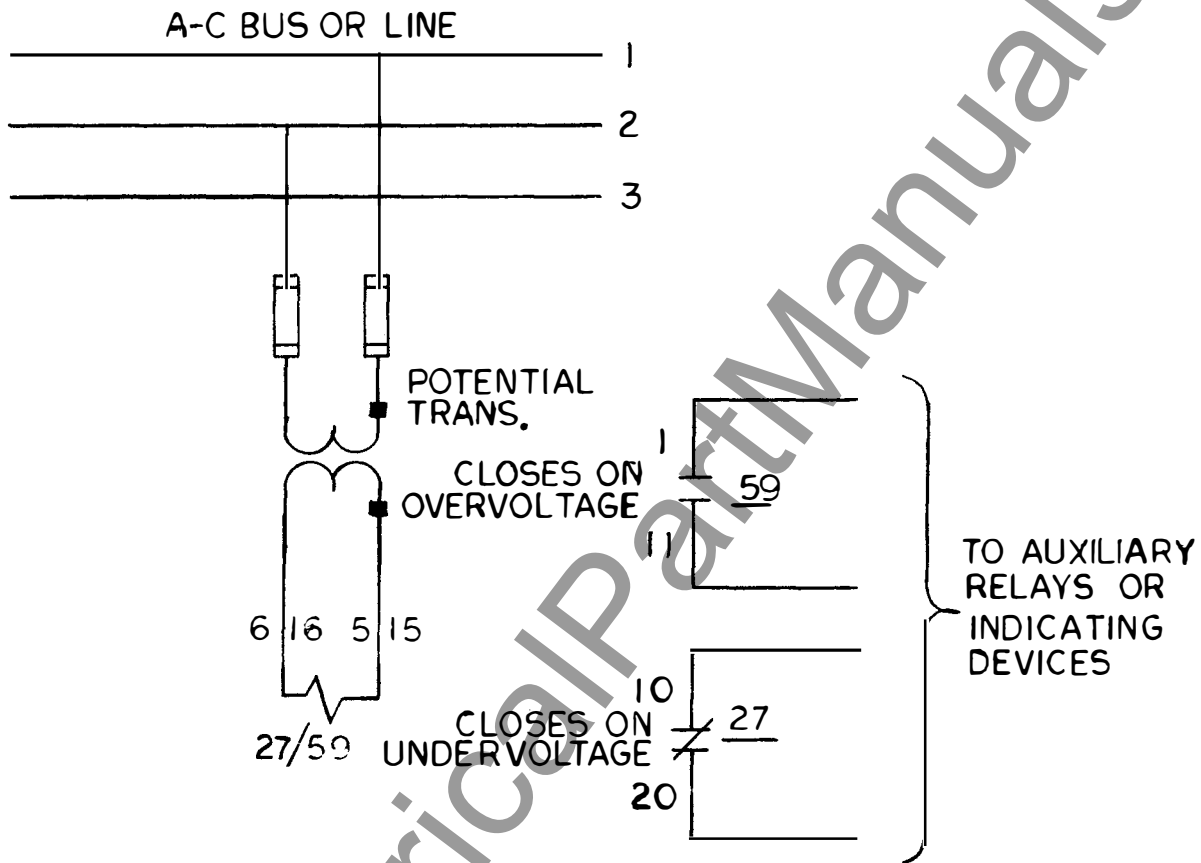 A-C BUS OR LINE
1
2
3
POTENTIAL
TRANS.
CLOSES ON
OVERVOLTAGE
1
59
11
TO AUXILIARY
RELAYS OR
INDICATING
DEVICES
6 16 5 15
27/59
10
CLOSES ON
UNDERVOLTAGE
27
20
ricalPartManuals